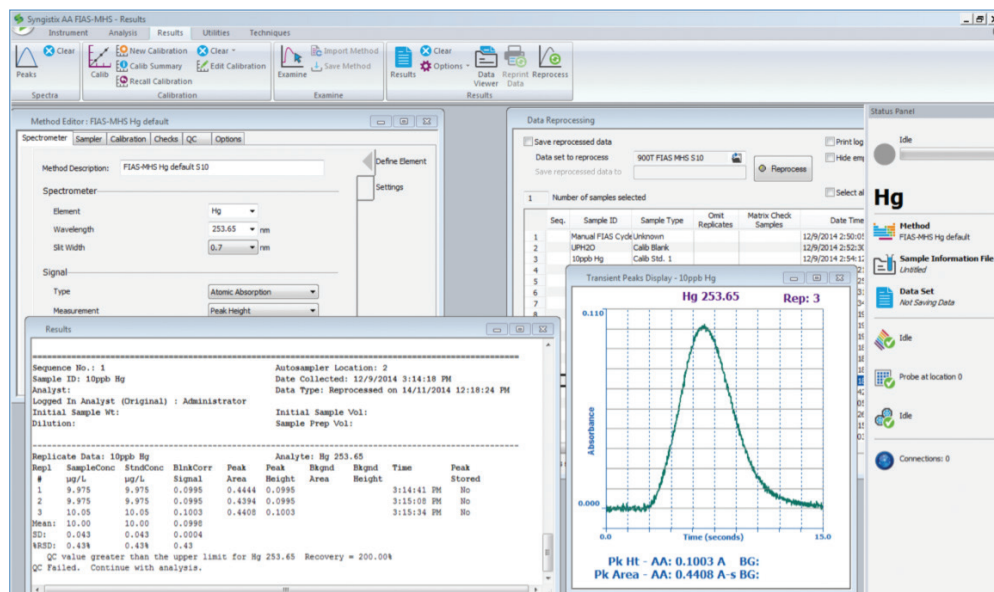 Syngistix AA FIAS-MHS - Results
Instrument Analysis Results Utilities Techniques
Peaks
Clear
Spectra
Calib
New Calibration
Calib Summary
Recall Calibration
Clear
Edit Calibration
Calibration
Examine
Import Method
Save Method
Examine
Results
Clear
Options
Data Viewer
Reprint Data
Reprocess
Results
Method Editor : FIAS-MHS Hg default
Spectrometer Sampler Calibration Checks QC Options
Method Description: FIAS-MHS Hg default S10
Define Element
Settings
Spectrometer
Element Hg
Wavelength 253.65 nm
Slit Width 0.7 nm
Signal
Type Atomic Absorption
Measurement Peak Height
Data Reprocessing
Save reprocessed data
Print log
Data set to reprocess 900T FIAS MHS S10
Hide
Save reprocessed data to
Reprocess
1 Number of samples selected
Select
Seq. Sample ID Sample Type Omit Replicates Matrix Check Samples Date Time
1 Manual FIAS Cycle Unknown 12/9/2014 2:50:05
2 UPH2O Calib Blank 12/9/2014 2:52:30
3 10ppb Hg Calib Std. 1 12/9/2014 2:54:12
4
5
6
7
Results
Sequence No.: 1 Autosampler Location: 2
Sample ID: 10ppb Hg Date Collected: 12/9/2014 3:14:18 PM
Analyst: Data Type: Reprocessed on 14/11/2014 12:18:24 PM
Logged In Analyst (Original) : Administrator
Initial Sample Wt: Initial Sample Vol:
Dilution: Sample Prep Vol:
Replicate Data: 10ppb Hg Analyte: Hg 253.65
Repl SampleConc StndConc BlnkCorr Peak Peak Bkgnd Bkgnd Time Peak
# µg/L µg/L Signal Area Height Area Height Stored
1 9.975 9.975 0.0995 0.4444 0.0995 3:14:41 PM No
2 9.975 9.975 0.0995 0.4394 0.0995 3:15:08 PM No
3 10.05 10.05 0.1003 0.4408 0.1003 3:15:34 PM No
Mean: 10.00 10.00 0.0998
SD: 0.043 0.043 0.0004
%RSD: 0.43% 0.43% 0.43
QC value greater than the upper limit for Hg 253.65 Recovery = 200.00%
QC Failed. Continue with analysis.
Transient Peaks Display - 10ppb Hg
Hg 253.65 Rep: 3
0.110
Absorbance
0.000
0.0 Time (seconds) 15.0
Pk Ht - AA: 0.1003 A BG:
Pk Area - AA: 0.4408 A-s BG:
Status Panel
Idle
Hg
Method
FIAS-MHS Hg default
Sample Information File
Untitled
Data Set
Not Saving Data
Idle
Probe at location 0
Idle
Connections: 0